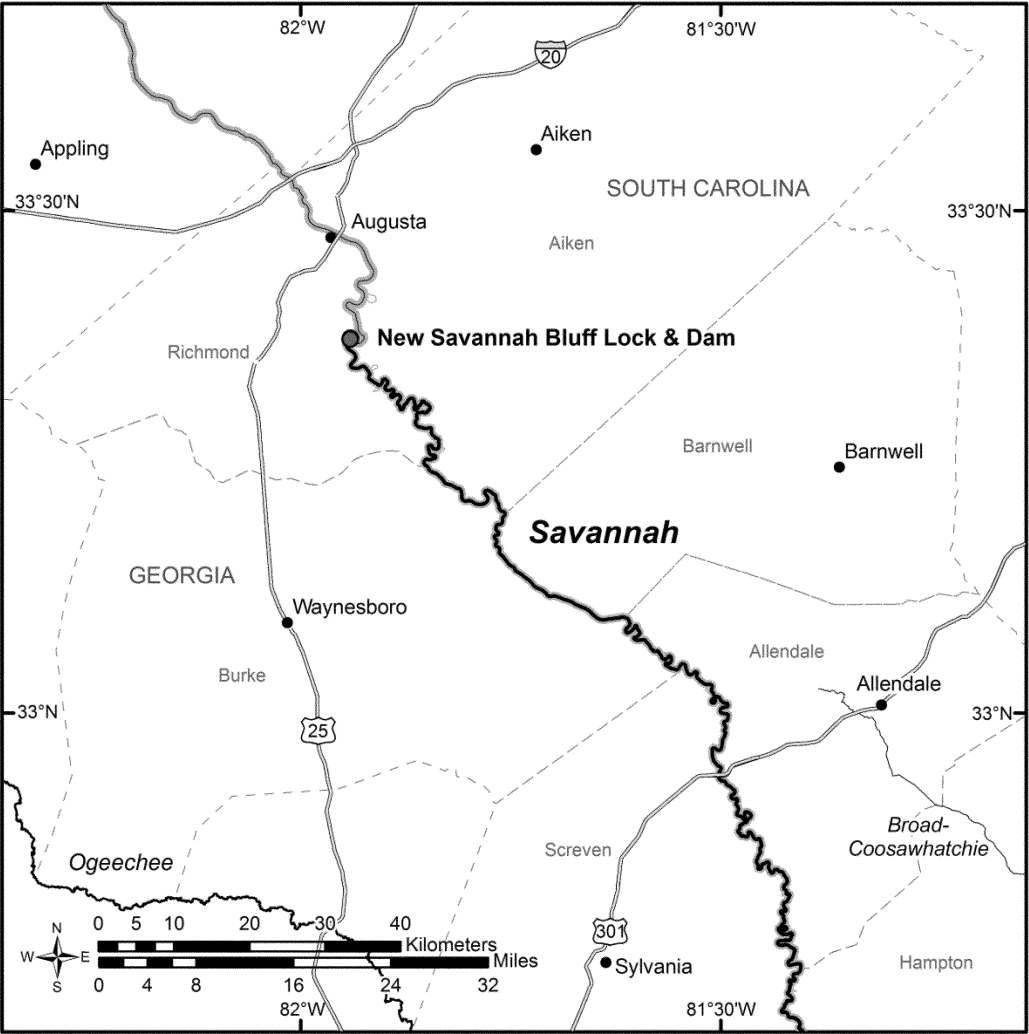 82°W
81°30'W
20
Appling
Aiken
33°30'N
SOUTH CAROLINA
33°30'N
Augusta
Aiken
New Savannah Bluff Lock & Dam
Richmond
Barnwell
Barnwell
Savannah
GEORGIA
Waynesboro
Allendale
Burke
Allendale
33°N
33°N
25
Broad-
Coosawhatchie
Ogeechee
Screven
N
W E
S
0 5 10 20 30 40
Kilometers
Miles
0 4 8 16 24 32
301
Sylvania
Hampton
82°W
81°30'W